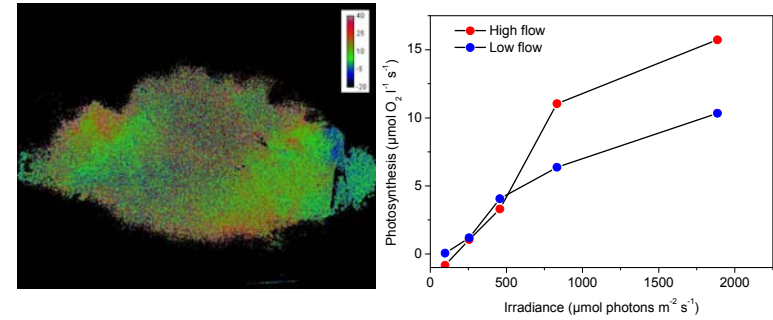 40
25
10
-5
-20
High flow
Low flow
15
10
5
0
Photosynthesis (µmol O₂ l⁻¹ s⁻¹)
0 500 1000 1500 2000
Irradiance (µmol photons m⁻² s⁻¹)